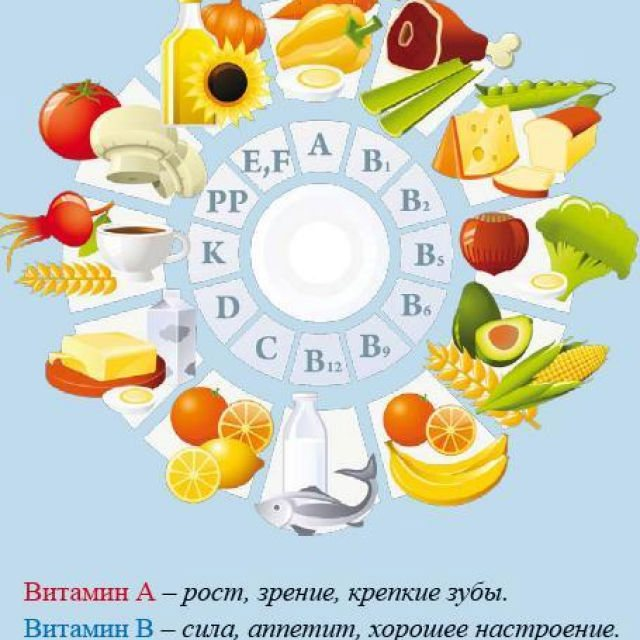 A
B1
B2
B5
B6
B9
B12
C
D
K
PP
E,F
Витамин А – рост, зрение, крепкие зубы.
Витамин В – сила, аппетит, хорошее настроение.